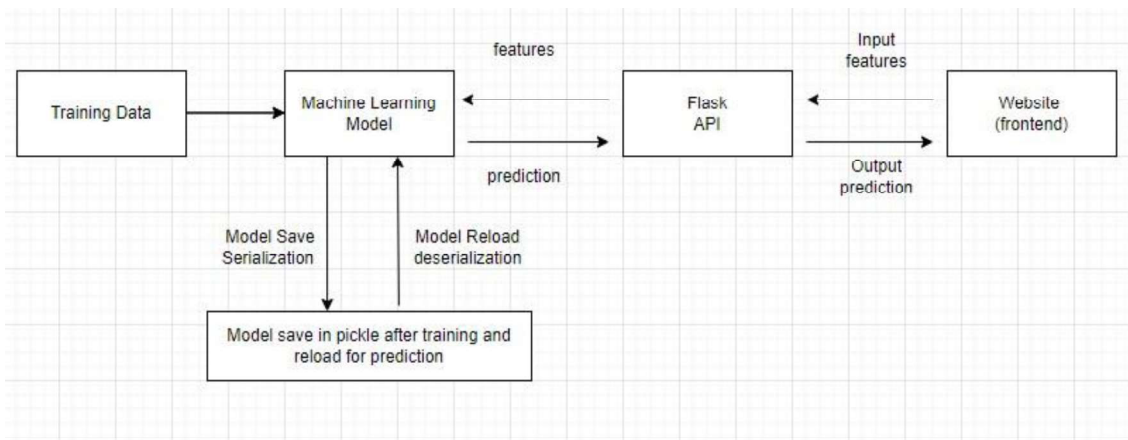 features
Input
features
Training Data
Machine Learning
Model
Flask
API
Website
(frontend)
prediction
Output
prediction
Model Save
Serialization
Model Reload
deserialization
Model save in pickle after training and
reload for prediction